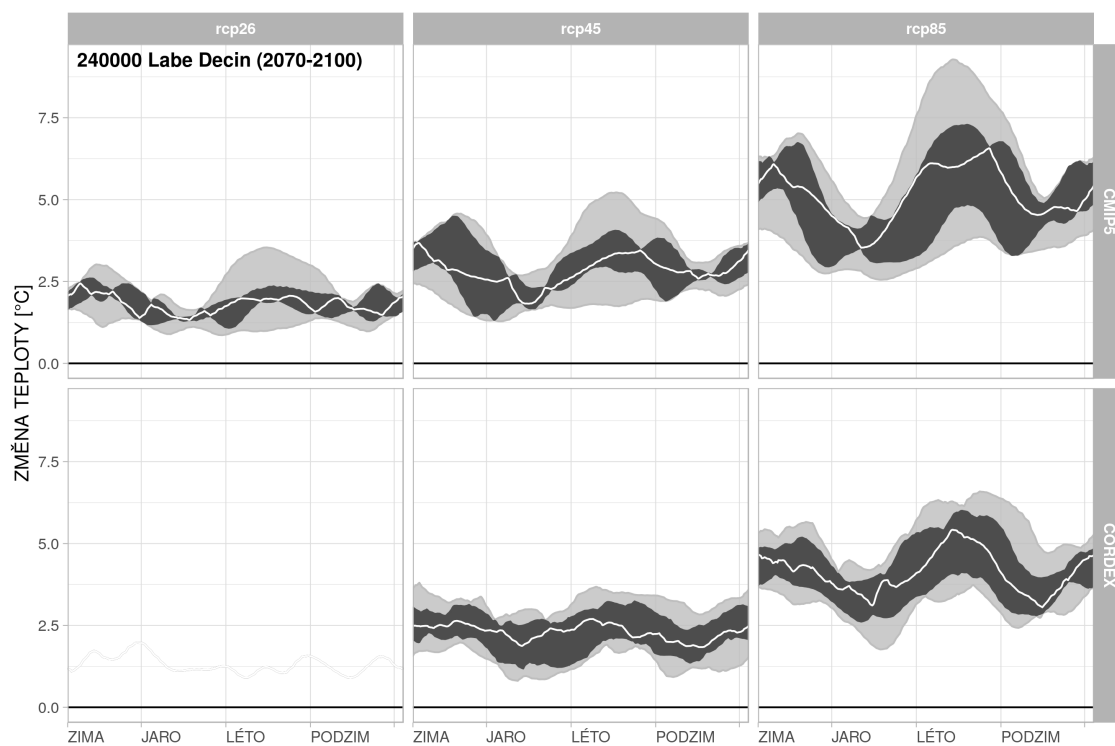 rcp26
rcp45
rcp85
240000 Labe Decin (2070-2100)
ZMĚNA TEPLOTY [°C]
7.5
5.0
2.5
0.0
CMIP5
7.5
5.0
2.5
0.0
CORDEX
ZIMA JARO LÉTO PODZIM
ZIMA JARO LÉTO PODZIM
ZIMA JARO LÉTO PODZIM